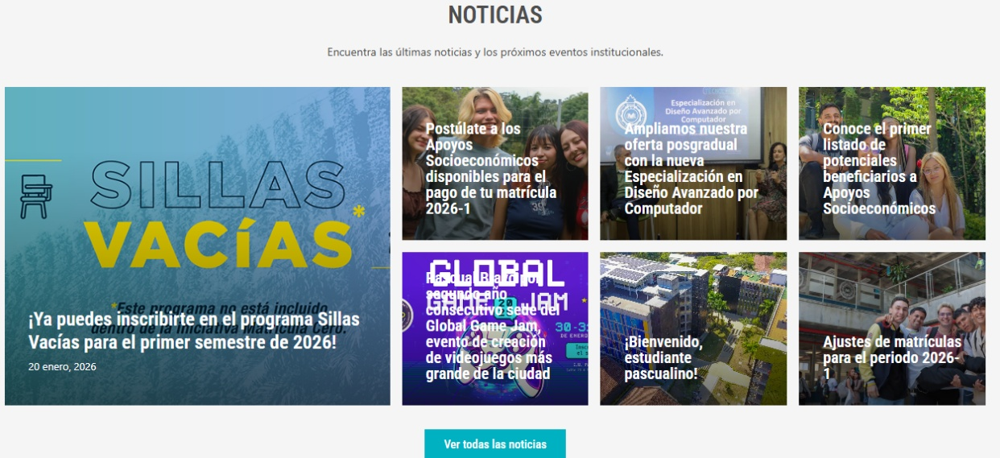 NOTICIAS
Encuentra las últimas noticias y los próximos eventos institucionales.
SILLAS
VACíAS*
*Este programa no está incluido
dentro de la iniciativa Matrícula Cero.
¡Ya puedes inscribirte en el programa Sillas
Vacías para el primer semestre de 2026!
20 enero, 2026
Postúlate a los
Apoyos
Socioeconómicos
disponibles para el
pago de tu matrícula
2026-1
Especialización en
Diseño Avanzado por
Computador
Ampliamos nuestra
oferta posgradual
con la nueva
Especialización en
Diseño Avanzado por
Computador
Conoce el primer
listado de
potenciales
beneficiarios a
Apoyos
Socioeconómicos
GLOBAL
GAME JAM
30-3
DE ENERO
Pascual Bravo por
segundo año
consecutivo sede del
Global Game Jam,
evento de creación
de videojuegos más
grande de la ciudad
¡Bienvenido,
estudiante
pascualino!
Ajustes de matrículas
para el periodo 2026-
1
Ver todas las noticias